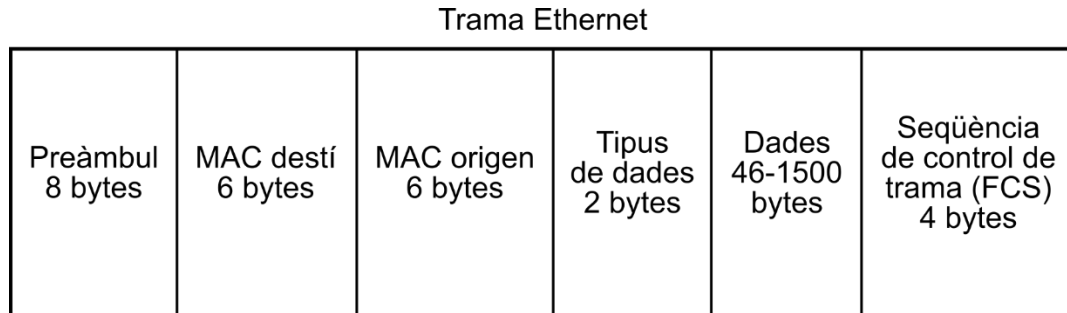 Trama Ethernet
Preàmbul
8 bytes
MAC destí
6 bytes
MAC origen
6 bytes
Tipus
de dades
2 bytes
Dades
46-1500
bytes
Seqüència
de control de
trama (FCS)
4 bytes